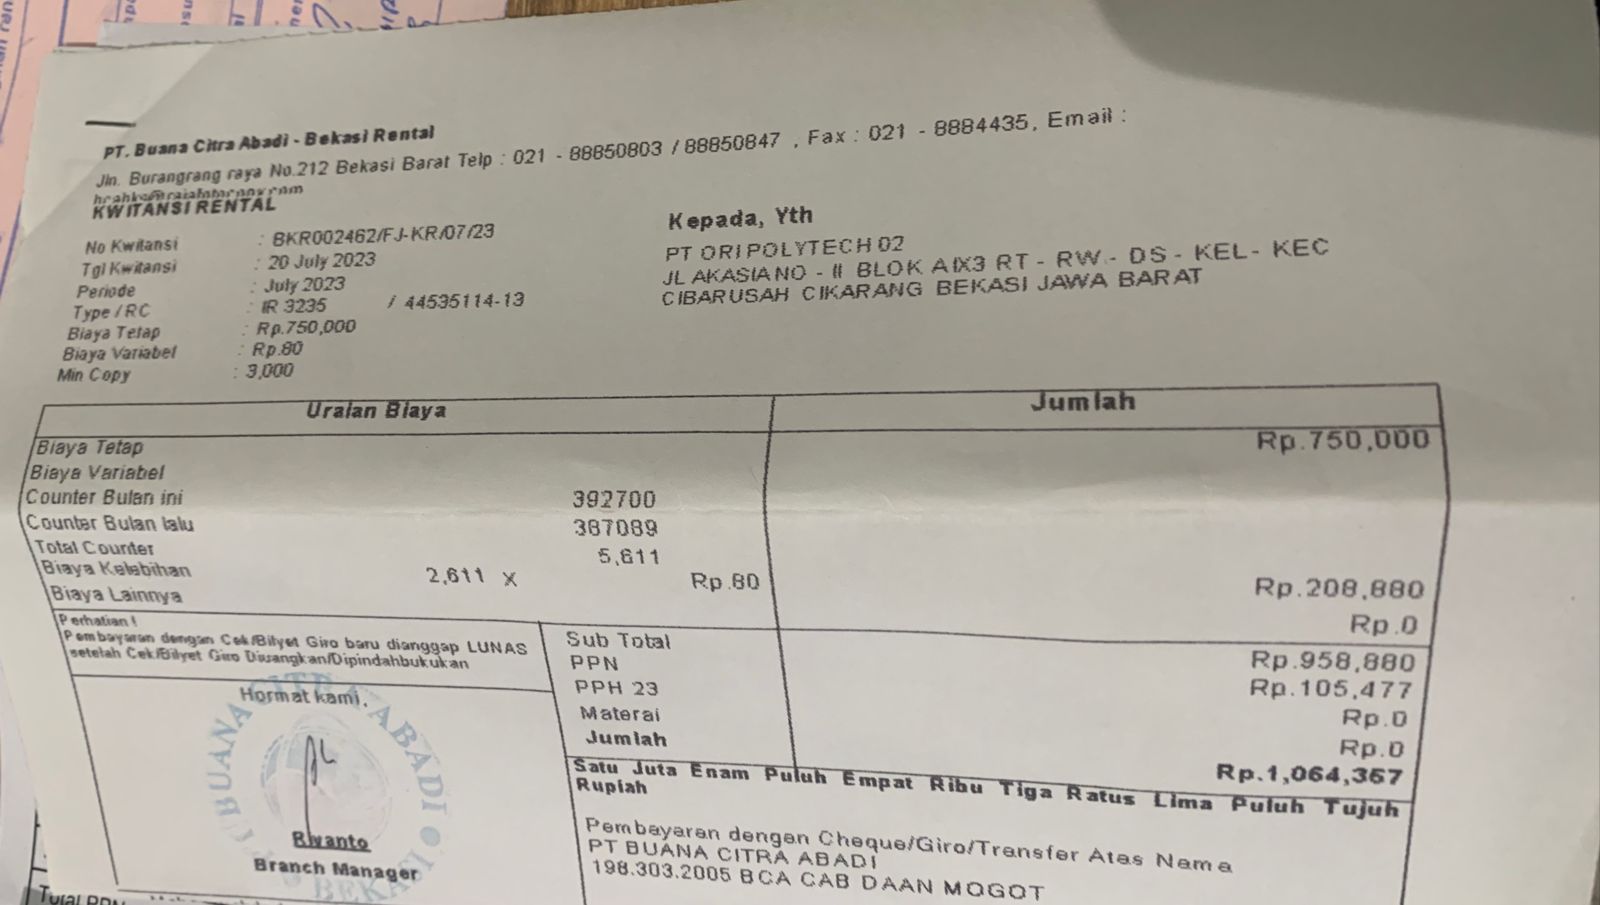 PT. Buana Citra Abadi - Bekasi Rental
Jln. Burangrang raya No.212 Bekasi Barat Telp : 021 - 88850803 / 88850847 , Fax : 021 - 8884435, Email :
KWITANSI RENTAL
No Kwitansi : BKR002462/FJ-KR/07/23
Tgl Kwitansi : 20 July 2023
Periode : July 2023
Type / RC : IR 3235 / 44535114-13
Biaya Tetap : Rp.750,000
Biaya Variabel : Rp.80
Min Copy : 3,000
Kepada, Yth
PT ORI POLYTECH 02
JL AKASIA NO - II BLOK AIX3 RT - RW - DS - KEL - KEC
CIBARUSAH CIKARANG BEKASI JAWA BARAT
Uraian Biaya Jumlah
Biaya Tetap Rp.750,000
Biaya Variabel
Counter Bulan ini 392700
Counter Bulan lalu 387089
Total Counter 5,611
Biaya Kelebihan 2,611 X Rp.80 Rp.208,880
Biaya Lainnya Rp.0
Perhatian !
Pembayaran dengan Cek/Bilyet Giro baru dianggap LUNAS
setelah Cek/Bilyet Giro Diuangkan/Dipindahbukukan
Sub Total Rp.958,880
PPN Rp.105,477
PPH 23 Rp.0
Materai Rp.0
Jumlah Rp.1,064,357
Satu Juta Enam Puluh Empat Ribu Tiga Ratus Lima Puluh Tujuh
Rupiah
Hormat kami,
BUANA CITRA ABADI
BEKASI
Riyanto
Branch Manager
Pembayaran dengan Cheque/Giro/Transfer Atas Nama
PT BUANA CITRA ABADI
198.303.2005 BCA CAB DAAN MOGOT